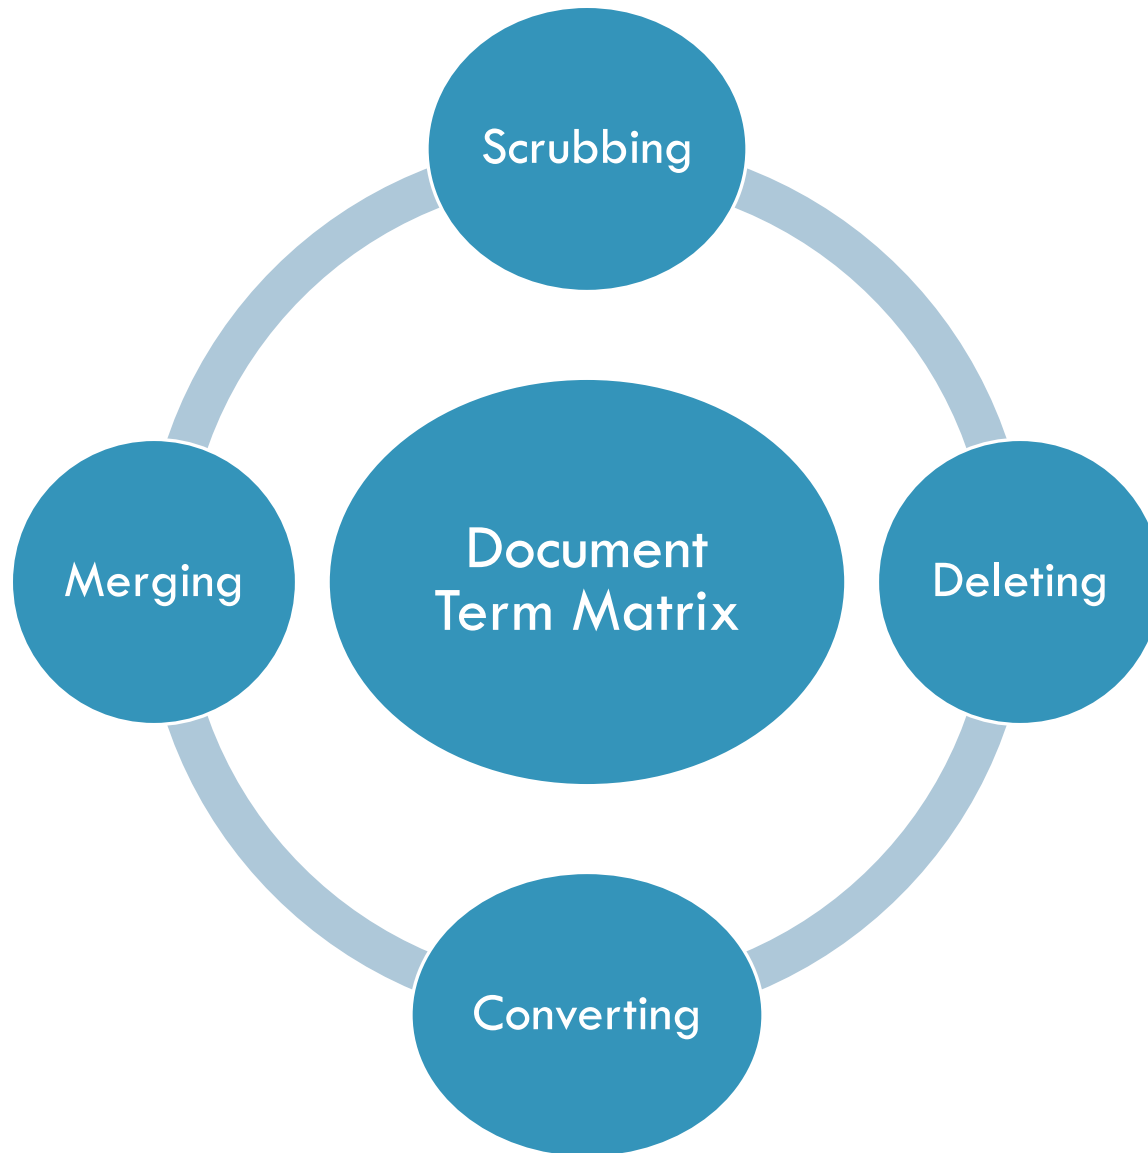 Scrubbing
Merging
Document
Term Matrix
Deleting
Converting